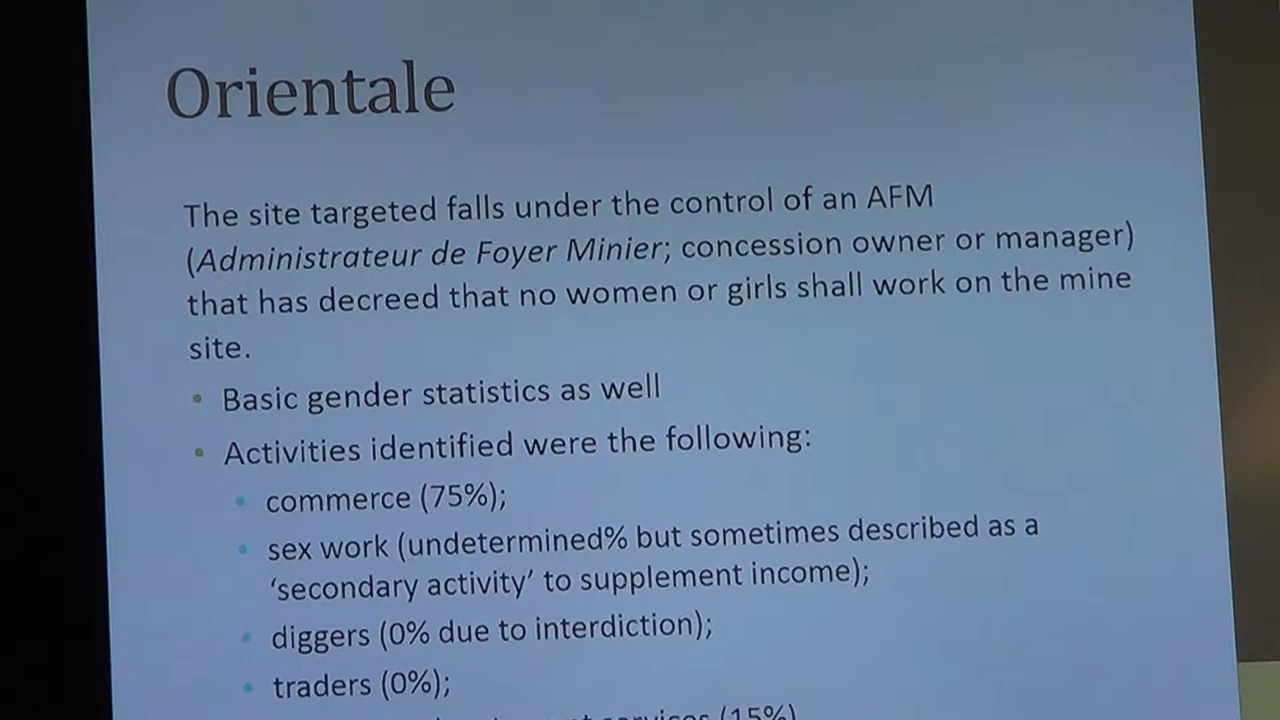 Orientale
The site targeted falls under the control of an AFM
(Administrateur de Foyer Minier; concession owner or manager)
that has decreed that no women or girls shall work on the mine
site.
• Basic gender statistics as well
• Activities identified were the following:
• commerce (75%);
• sex work (undetermined% but sometimes described as a
‘secondary activity’ to supplement income);
• diggers (0% due to interdiction);
• traders (0%);
services (15%)